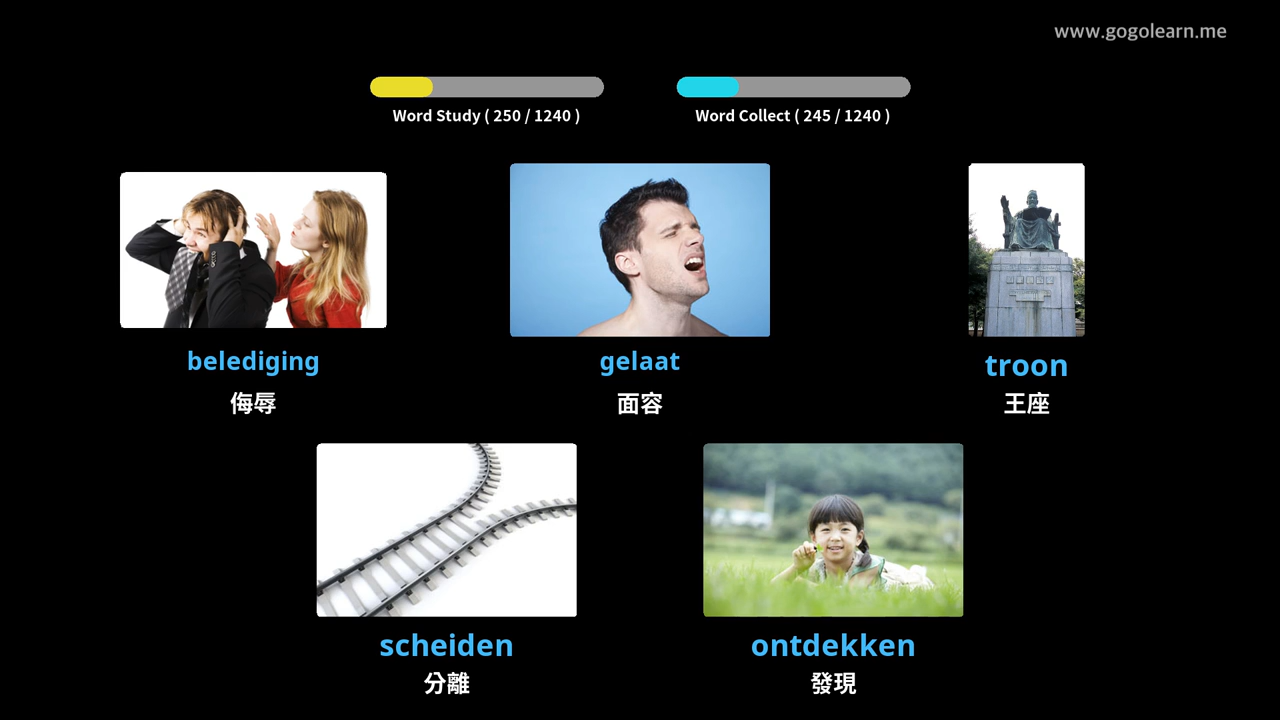 www.gogolearn.me
Word Study ( 250 / 1240 )
Word Collect ( 245 / 1240 )
belediging
侮辱
gelaat
面容
troon
王座
scheiden
分離
ontdekken
發現